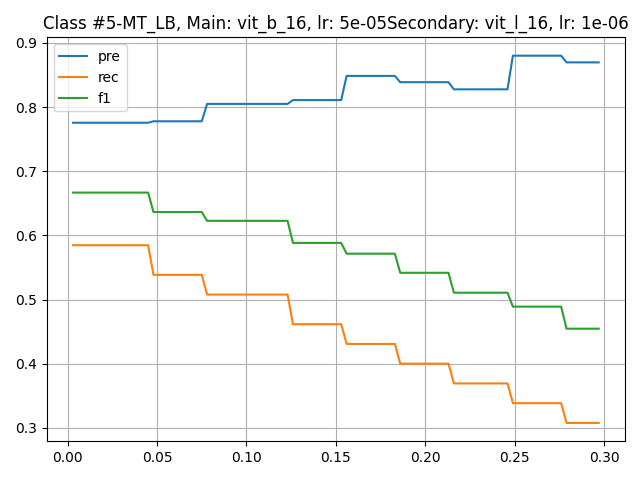 Class #5-MT_LB, Main: vit_b_16, lr: 5e-05Secondary: vit_l_16, lr: 1e-06
0.9
0.8
0.7
0.6
0.5
0.4
0.3
pre
rec
f1
0.00 0.05 0.10 0.15 0.20 0.25 0.30